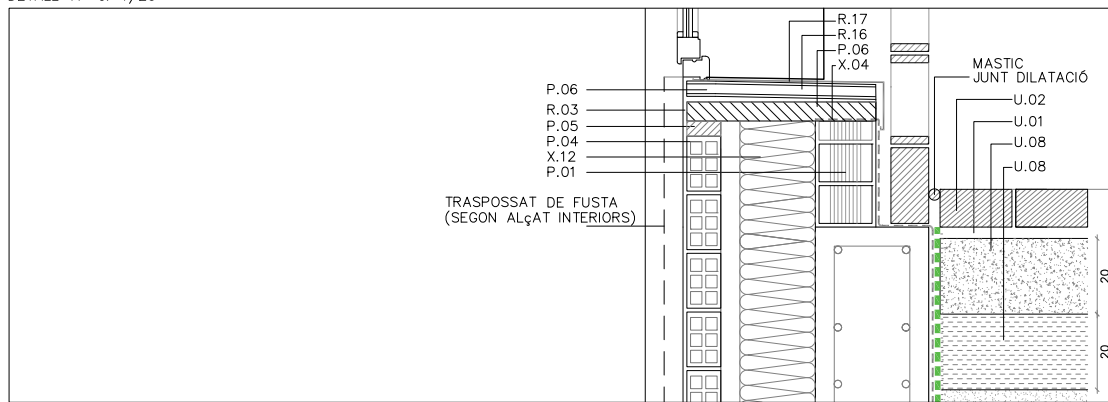 R.17
R.16
P.06
X.04
P.06
R.03
P.05
P.04
X.12
P.01
TRASPOSSAT DE FUSTA
(SEGON ALÇAT INTERIORS)
MASTIC
JUNT DILATACIÓ
U.02
U.01
U.08
U.08
20
20